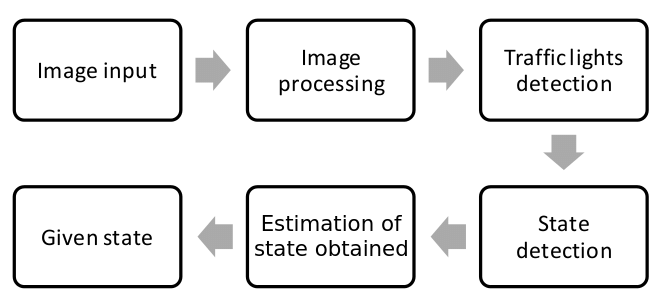 Image input
Image
processing
Traffic lights
detection
State
detection
Estimation of
state obtained
Given state